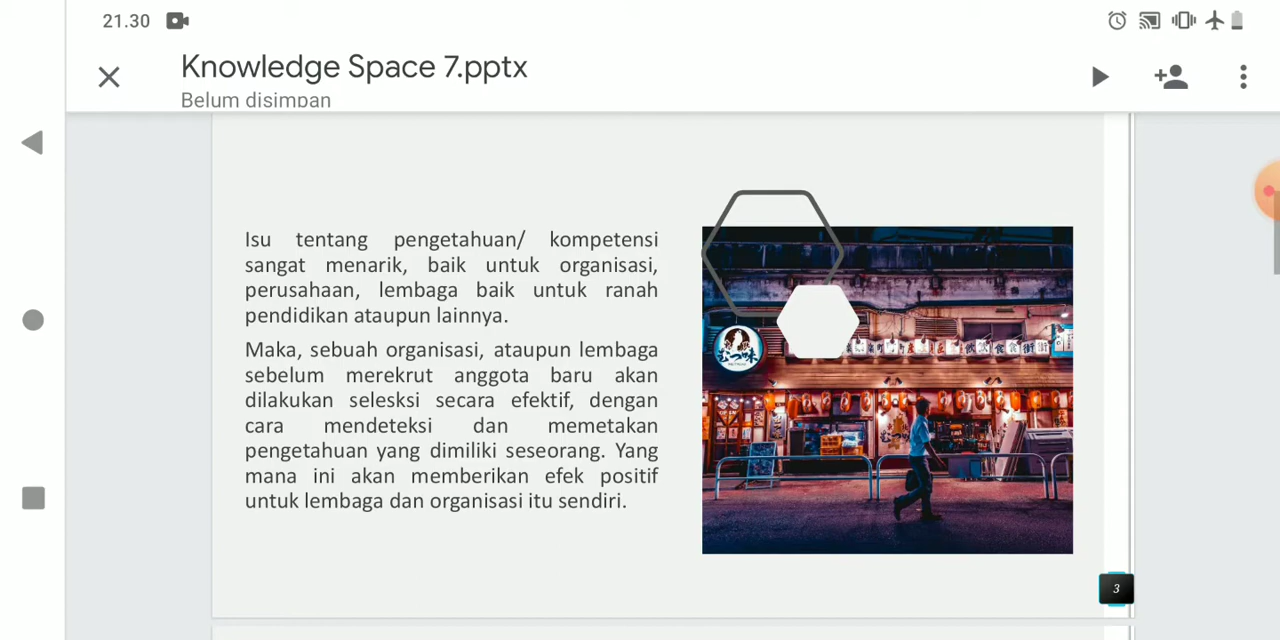 21.30
Knowledge Space 7.pptx
Belum disimpan
Isu tentang pengetahuan/ kompetensi
sangat menarik, baik untuk organisasi,
perusahaan, lembaga baik untuk ranah
pendidikan ataupun lainnya.
Maka, sebuah organisasi, ataupun lembaga
sebelum merekrut anggota baru akan
dilakukan selesksi secara efektif, dengan
cara mendeteksi dan memetakan
pengetahuan yang dimiliki seseorang. Yang
mana ini akan memberikan efek positif
untuk lembaga dan organisasi itu sendiri.
むつ味
3